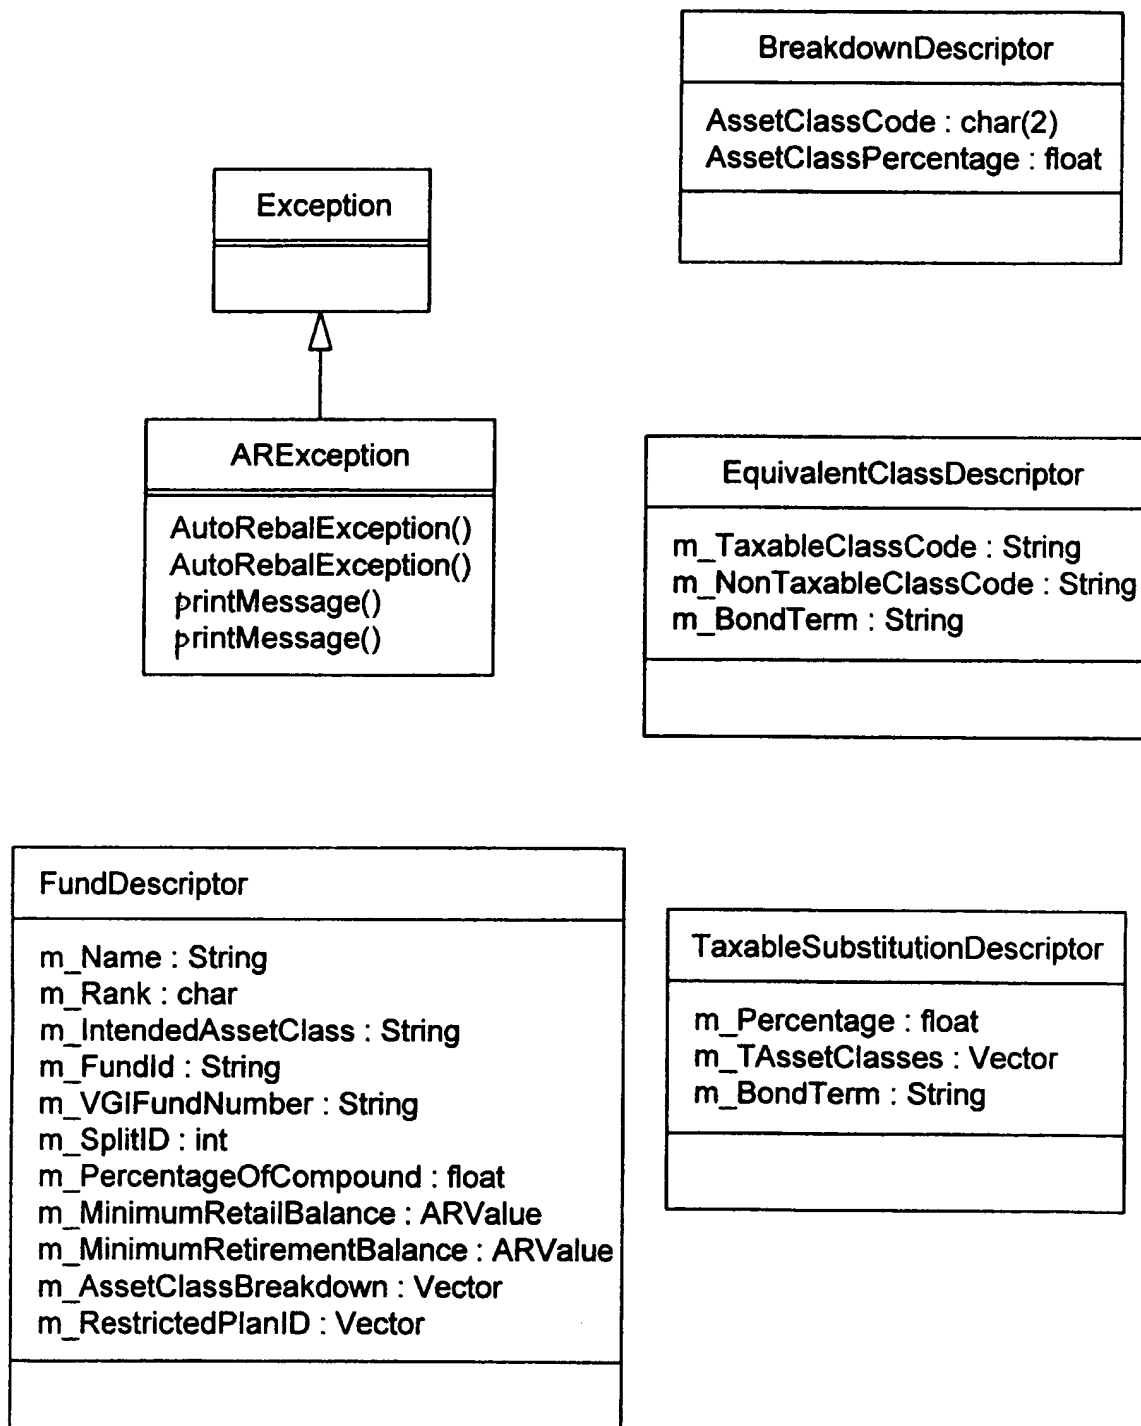 BreakdownDescriptor
AssetClassCode : char(2)
AssetClassPercentage : float
Exception
ARException
AutoRebalException()
AutoRebalException()
printMessage()
printMessage()
EquivalentClassDescriptor
m_TaxableClassCode : String
m_NonTaxableClassCode : String
m_BondTerm : String
FundDescriptor
m_Name : String
m_Rank : char
m_IntendedAssetClass : String
m_FundId : String
m_VGIFundNumber : String
m_SplitID : int
m_PercentageOfCompound : float
m_MinimumRetailBalance : ARValue
m_MinimumRetirementBalance : ARValue
m_AssetClassBreakdown : Vector
m_RestrictedPlanID : Vector
TaxableSubstitutionDescriptor
m_Percentage : float
m_TAssetClasses : Vector
m_BondTerm : String